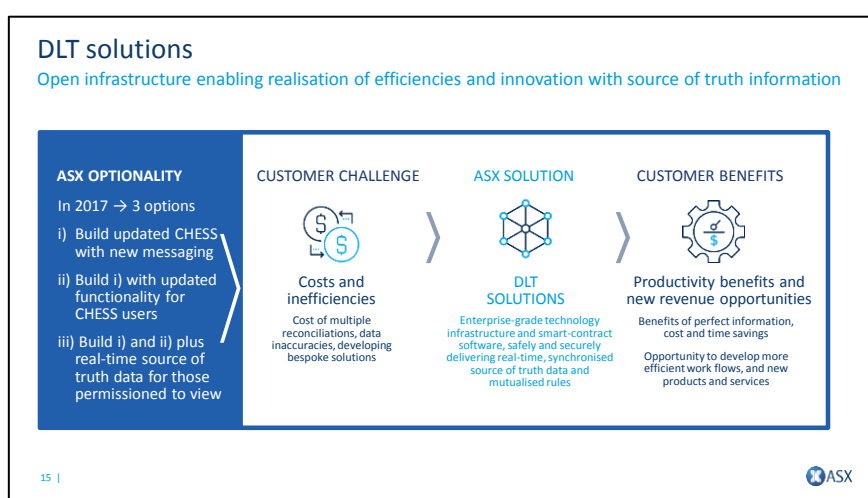 DLT solutions
Open infrastructure enabling realisation of efficiencies and innovation with source of truth information
ASX OPTIONALITY
In 2017 → 3 options
i) Build updated CHESS
with new messaging
ii) Build i) with updated
functionality for
CHESS users
iii) Build i) and ii) plus
real-time source of
truth data for those
permissioned to view
CUSTOMER CHALLENGE
$
$
Costs and
inefficiencies
Cost of multiple
reconciliations, data
inaccuracies, developing
bespoke solutions
ASX SOLUTION
DLT
SOLUTIONS
Enterprise-grade technology
infrastructure and smart-contract
software, safely and securely
delivering real-time, synchronised
source of truth data and
mutualised rules
CUSTOMER BENEFITS
$
Productivity benefits and
new revenue opportunities
Benefits of perfect information,
cost and time savings
Opportunity to develop more
efficient work flows, and new
products and services
15 |
ASX